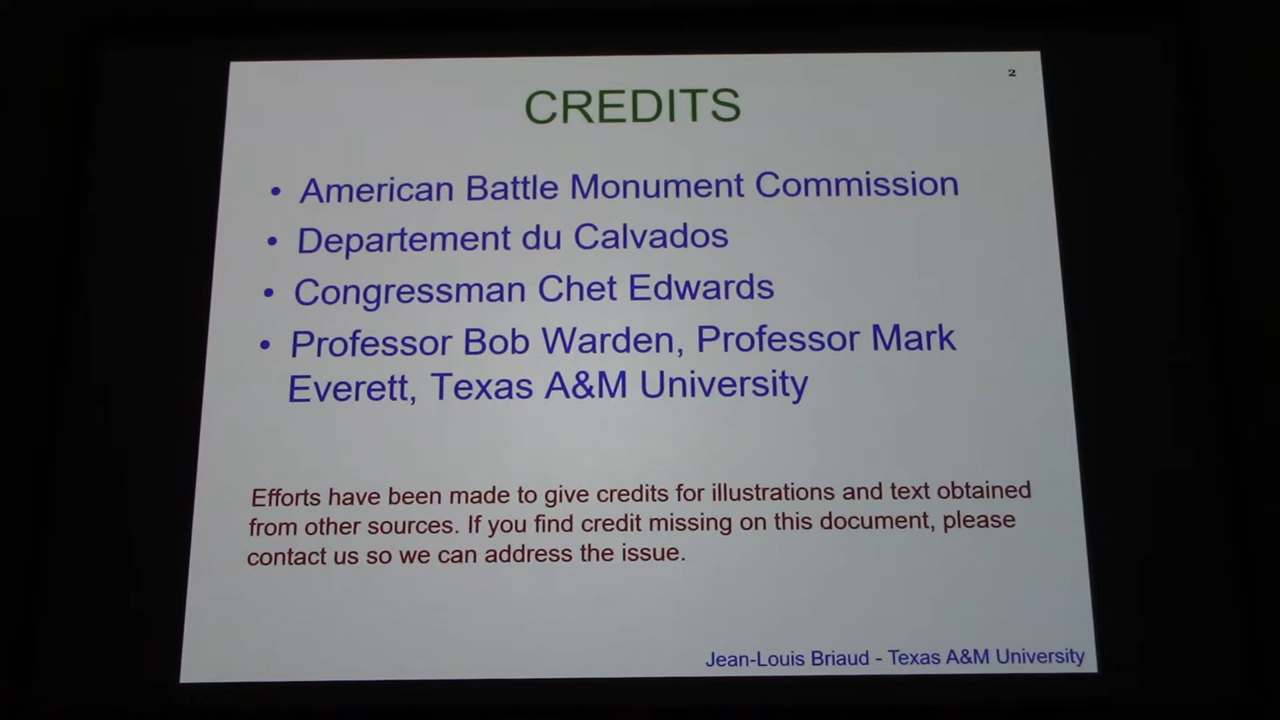 2
CREDITS
• American Battle Monument Commission
• Departement du Calvados
• Congressman Chet Edwards
• Professor Bob Warden, Professor Mark
Everett, Texas A&M University
Efforts have been made to give credits for illustrations and text obtained
from other sources. If you find credit missing on this document, please
contact us so we can address the issue.
Jean-Louis Briaud - Texas A&M University